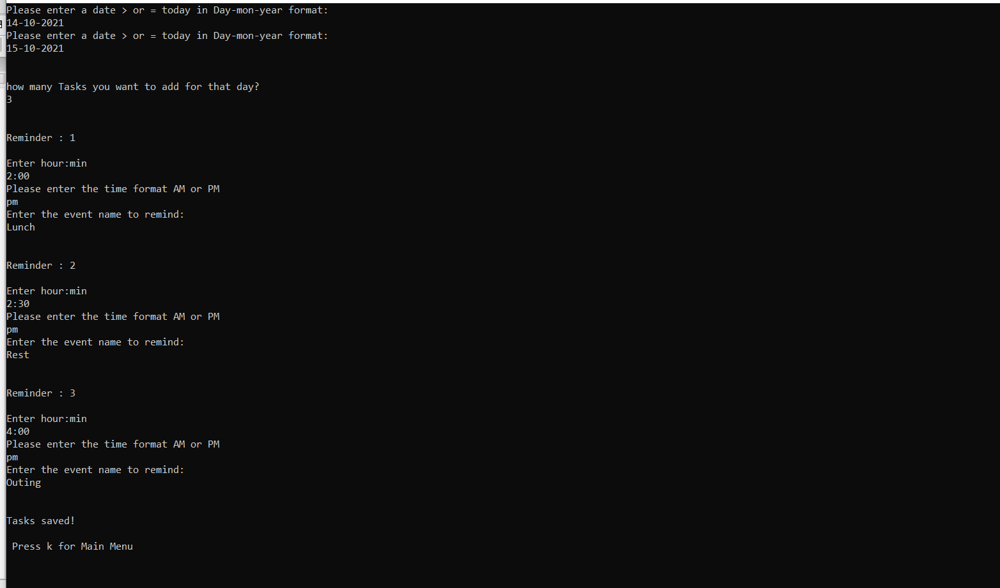 Please enter a date > or = today in Day-mon-year format:
14-10-2021
Please enter a date > or = today in Day-mon-year format:
15-10-2021
how many Tasks you want to add for that day?
3
Reminder : 1
Enter hour:min
2:00
Please enter the time format AM or PM
pm
Enter the event name to remind:
Lunch
Reminder : 2
Enter hour:min
2:30
Please enter the time format AM or PM
pm
Enter the event name to remind:
Rest
Reminder : 3
Enter hour:min
4:00
Please enter the time format AM or PM
pm
Enter the event name to remind:
Outing
Tasks saved!
Press k for Main Menu